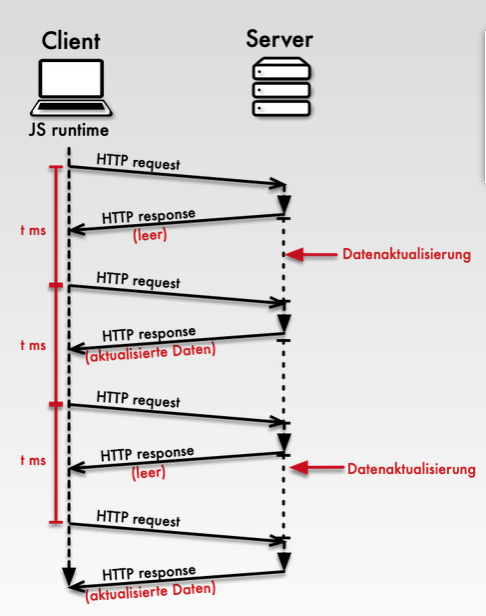 Client
Server
JS runtime
HTTP request
t ms
HTTP response
(leer)
Datenaktualisierung
HTTP request
t ms
HTTP response
(aktualisierte Daten)
HTTP request
t ms
HTTP response
(leer)
Datenaktualisierung
HTTP request
HTTP response
(aktualisierte Daten)